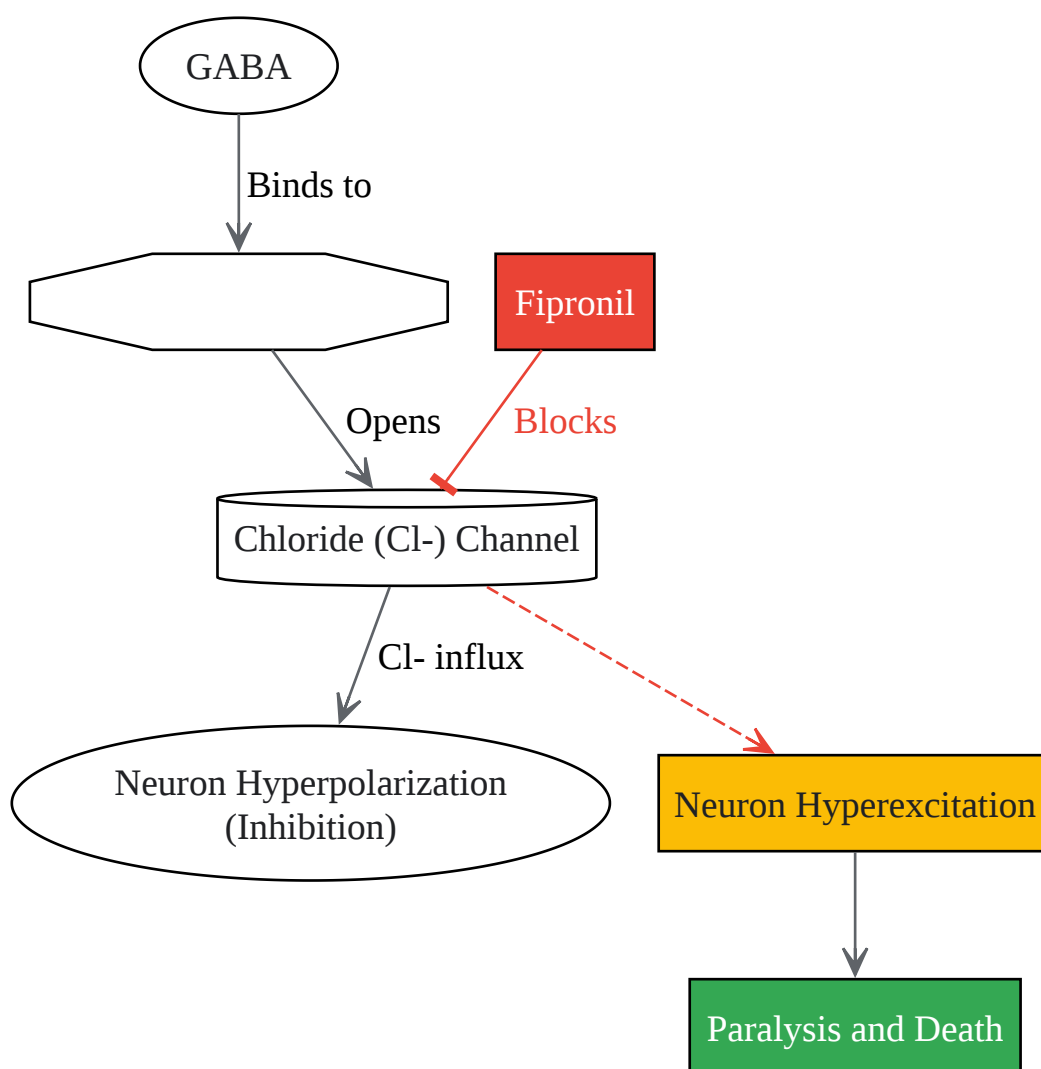 GABA
Binds to
Fipronil
Opens
Blocks
Chloride (Cl-) Channel
Cl- influx
Neuron Hyperpolarization
(Inhibition)
Neuron Hyperexcitation
Paralysis and Death